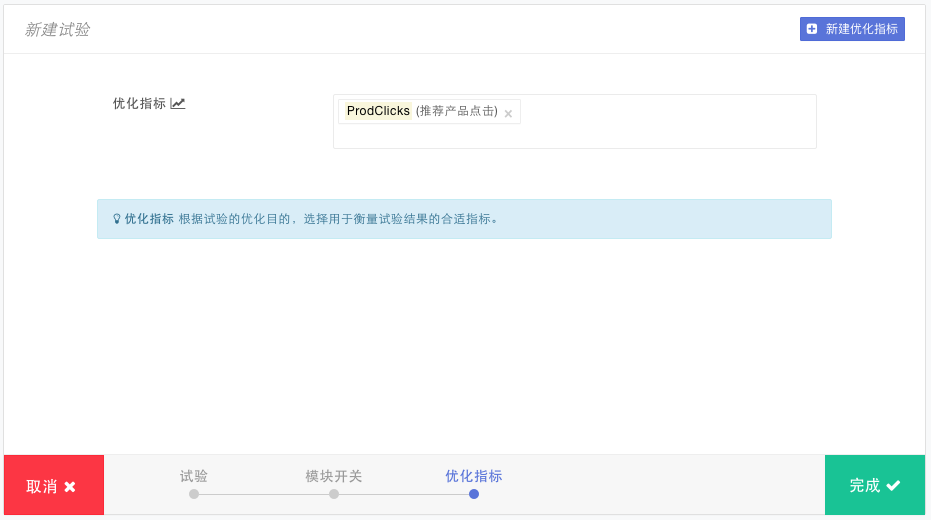 新建试验
新建优化指标
优化指标
ProdClicks (推荐产品点击) ×
优化指标 根据试验的优化目的，选择用于衡量试验结果的合适指标。
取消
试验
模块开关
优化指标
完成